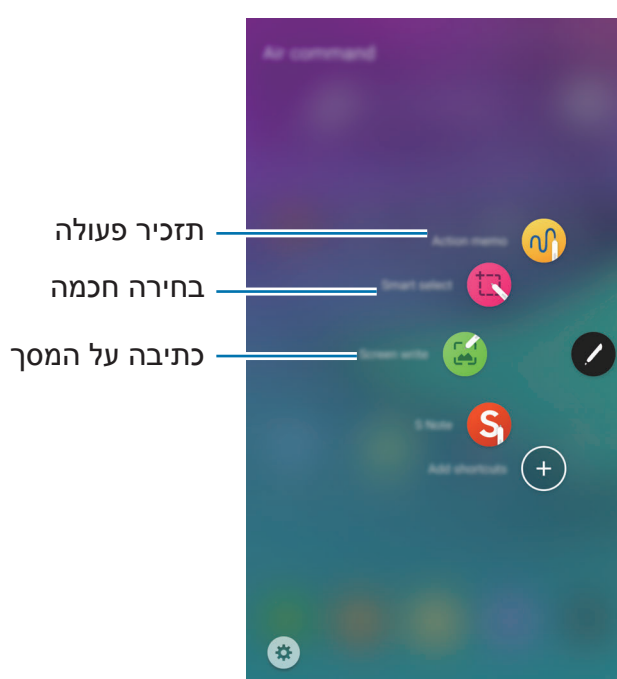 Air command
תזכיר פעולה
Action memo
בחירה חכמה
Smart select
כתיבה על המסך
Screen write
S Note
Add shortcuts